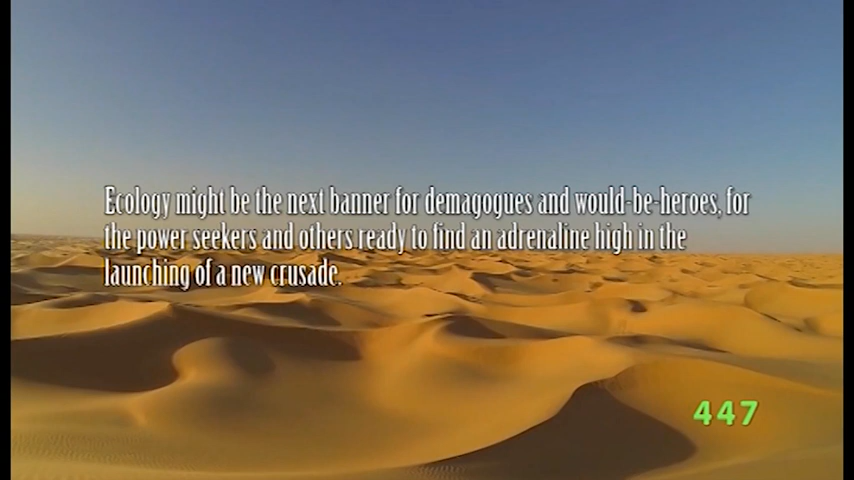 Ecology might be the next banner for demagogues and would-be-heroes, for
the power seekers and others ready to find an adrenaline high in the
launching of a new crusade.
447